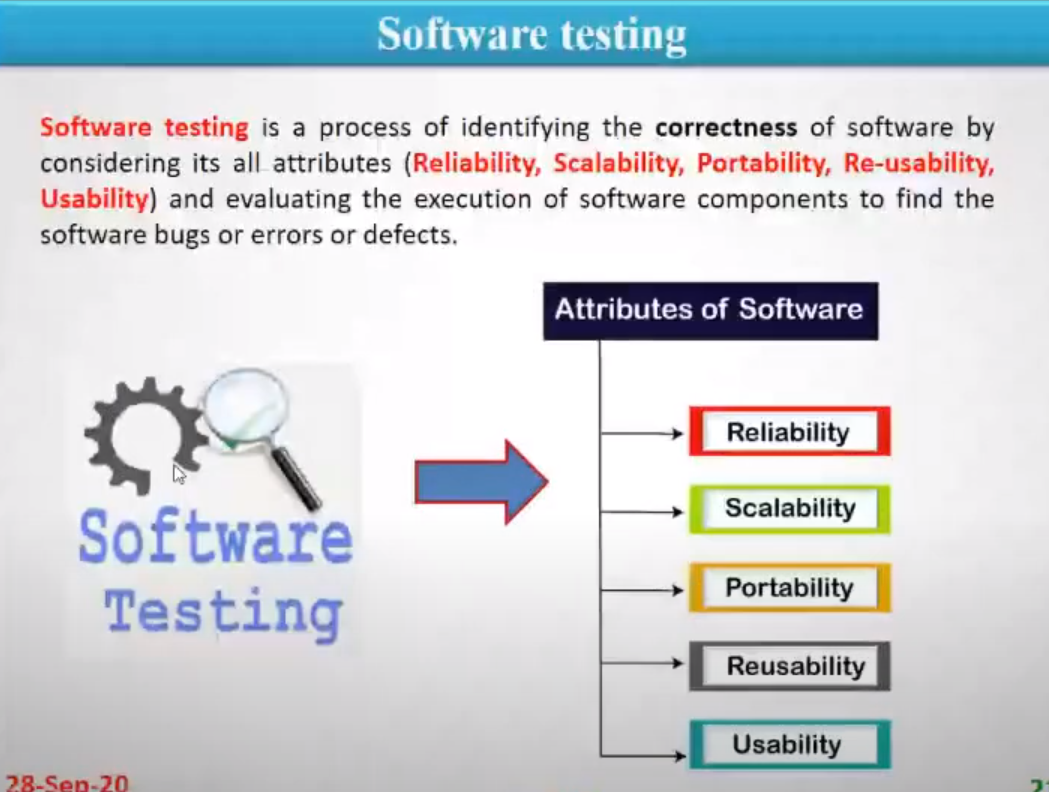 Software testing
Software testing is a process of identifying the correctness of software by
considering its all attributes (Reliability, Scalability, Portability, Re-usability,
Usability) and evaluating the execution of software components to find the
software bugs or errors or defects.
Attributes of Software
Reliability
Scalability
Portability
Reusability
Usability
Software
Testing
28-Sep-20